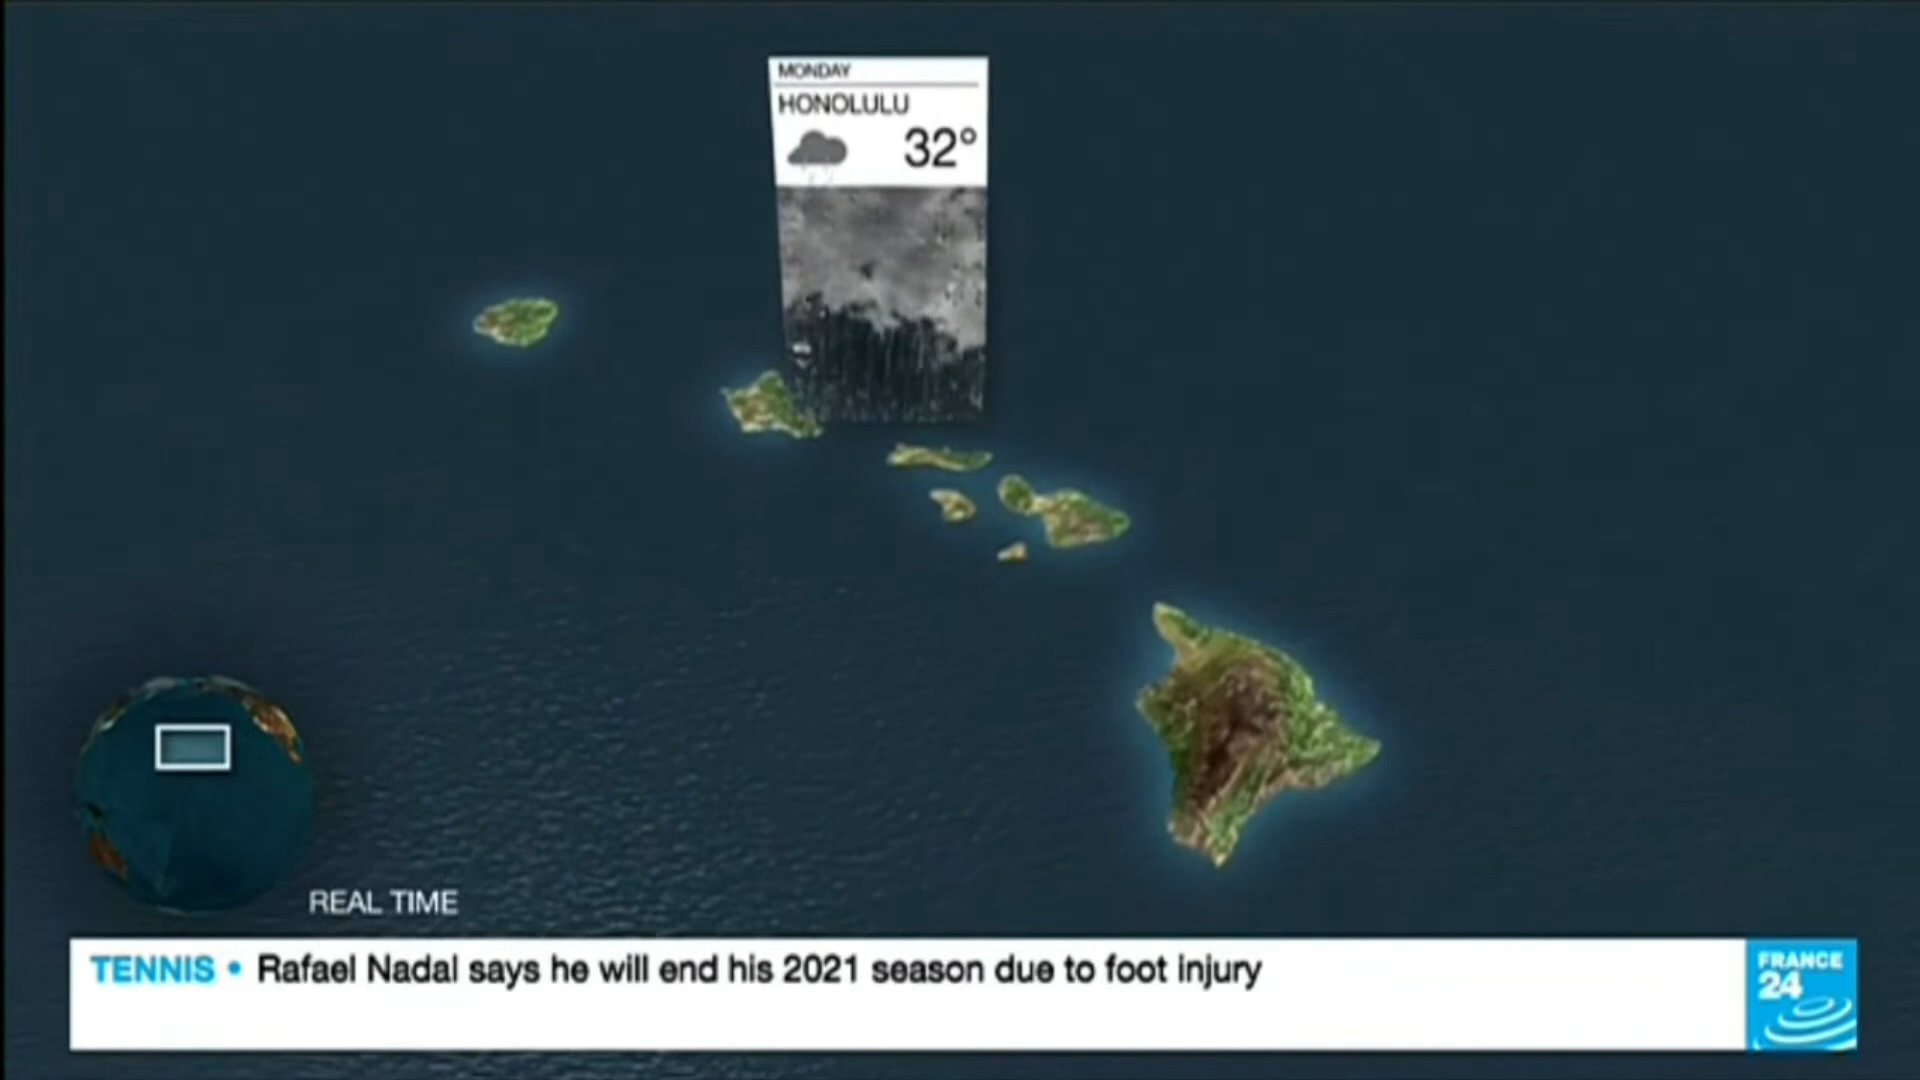 MONDAY
HONOLULU
32°
REAL TIME
TENNIS • Rafael Nadal says he will end his 2021 season due to foot injury
FRANCE
24